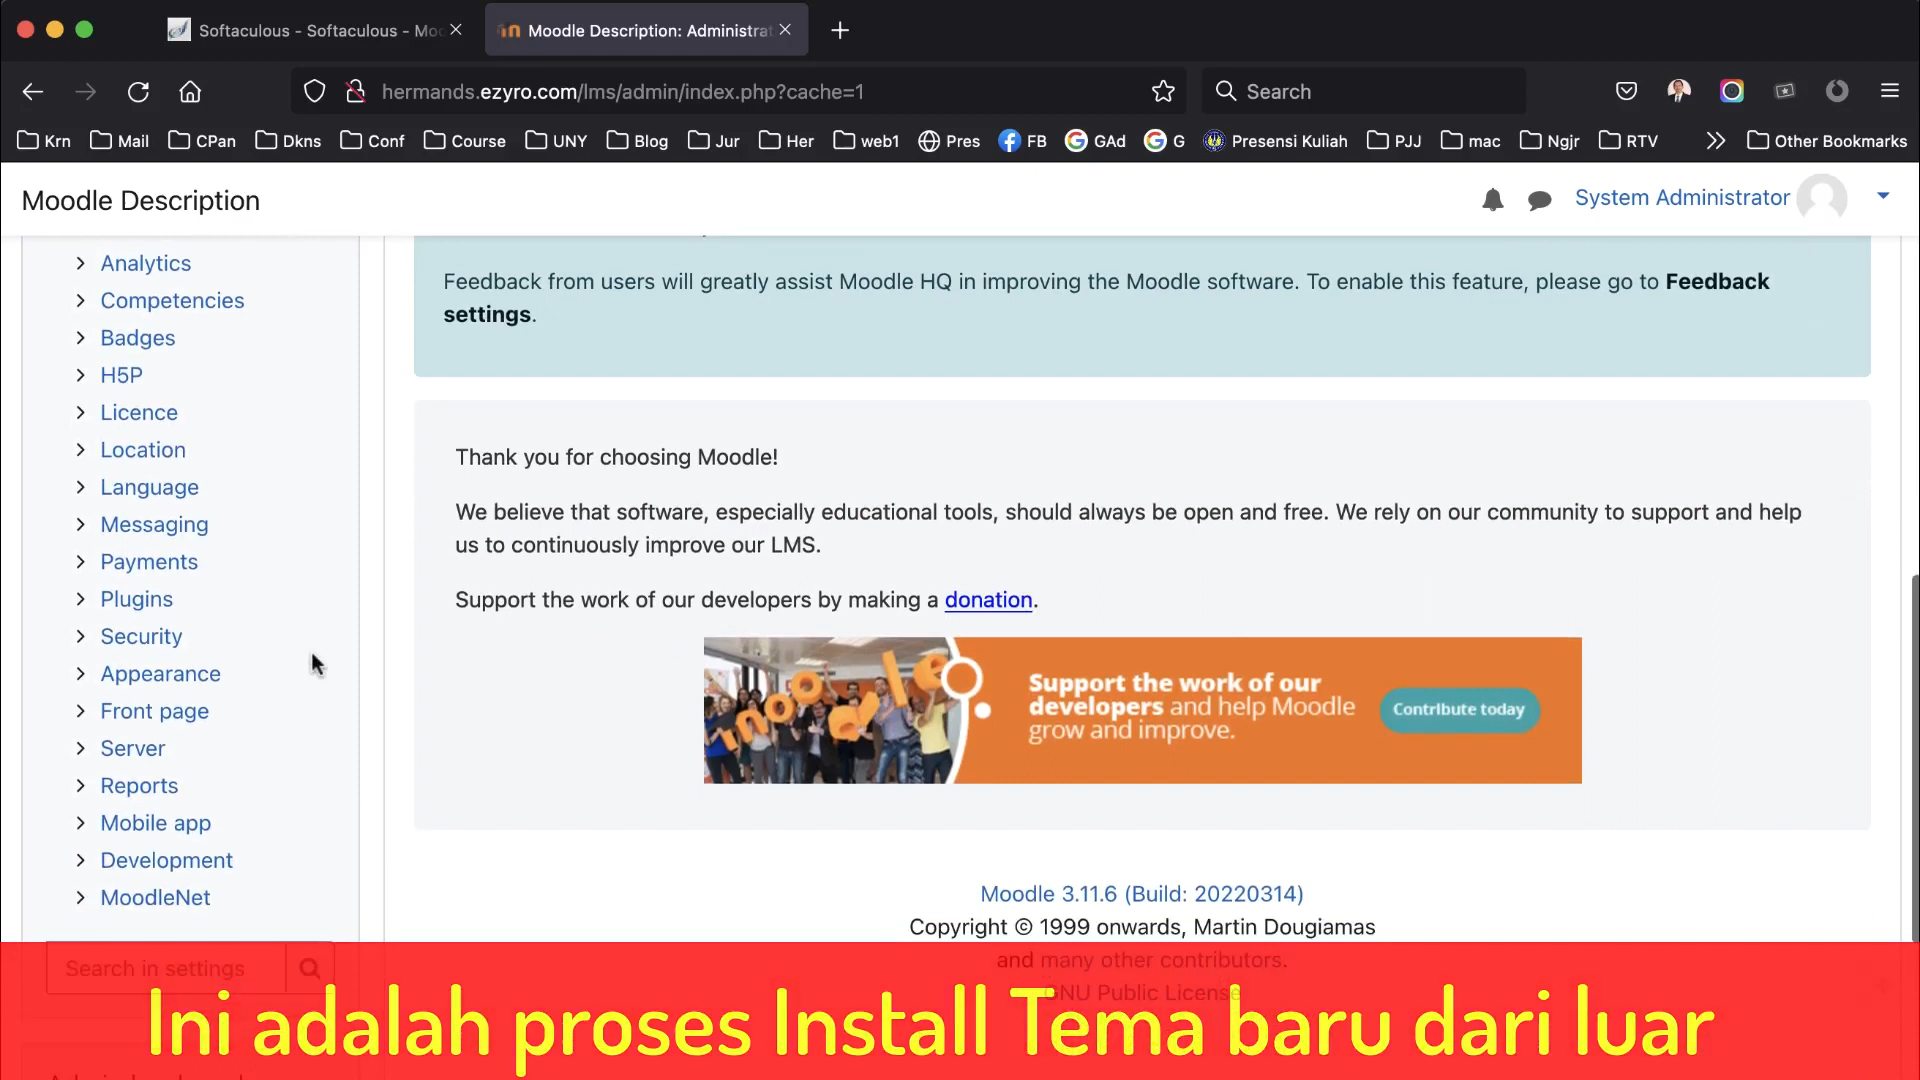 Softaculous - Softaculous - Moo
Moodle Description: Administrat
hermands.ezyro.com/lms/admin/index.php?cache=1
Search
Krn
Mail
CPan
Dkns
Conf
Course
UNY
Blog
Jur
Her
web1
Pres
FB
GAd
G
Presensi Kuliah
PJJ
mac
Ngjr
RTV
Other Bookmarks
Moodle Description
System Administrator
Analytics
Competencies
Badges
H5P
Licence
Location
Language
Messaging
Payments
Plugins
Security
Appearance
Front page
Server
Reports
Mobile app
Development
MoodleNet
Search in settings
Feedback from users will greatly assist Moodle HQ in improving the Moodle software. To enable this feature, please go to Feedback
settings.
Thank you for choosing Moodle!
We believe that software, especially educational tools, should always be open and free. We rely on our community to support and help
us to continuously improve our LMS.
Support the work of our developers by making a donation.
moodle
Support the work of our
developers and help Moodle
grow and improve.
Contribute today
Moodle 3.11.6 (Build: 20220314)
Copyright © 1999 onwards, Martin Dougiamas
and many other contributors.
GNU Public License
Ini adalah proses Install Tema baru dari luar